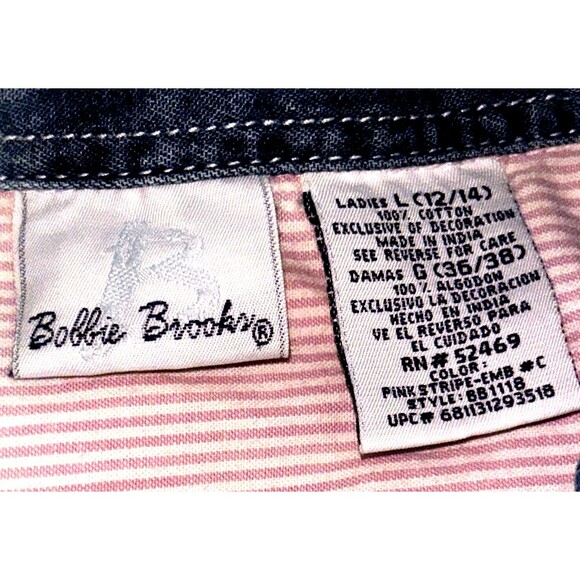 B
Bobbie Brooks®
LADIES L (12/14)
100% COTTON
EXCLUSIVE OF DECORATION
MADE IN INDIA
SEE REVERSE FOR CARE
DAMAS G (36/38)
100% ALGODON
EXCLUSIVO LA DECORACION
HECHO EN INDIA
VE EL REVERSO PARA
EL CUIDADO
RN# 52469
COLOR:
PINK STRIPE-EMB #C
STYLE: BB1118
UPC# 681131293518